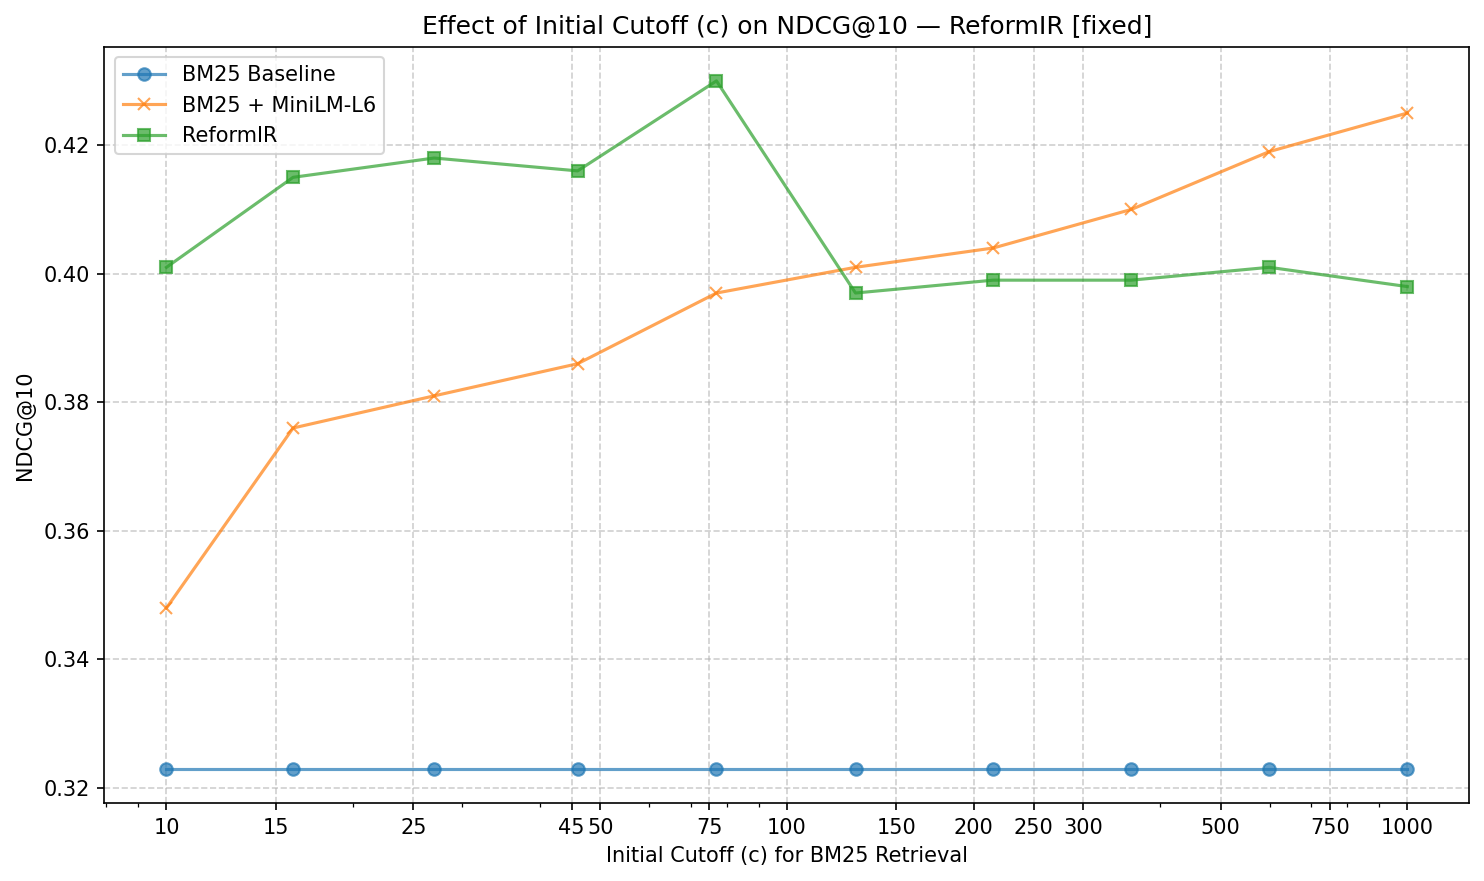 Effect of Initial Cutoff (c) on NDCG@10 — ReformIR [fixed]
BM25 Baseline
BM25 + MiniLM-L6
ReformIR
NDCG@10
0.42
0.40
0.38
0.36
0.34
0.32
10 15 25 45 50 75 100 150 200 250 300 500 750 1000
Initial Cutoff (c) for BM25 Retrieval